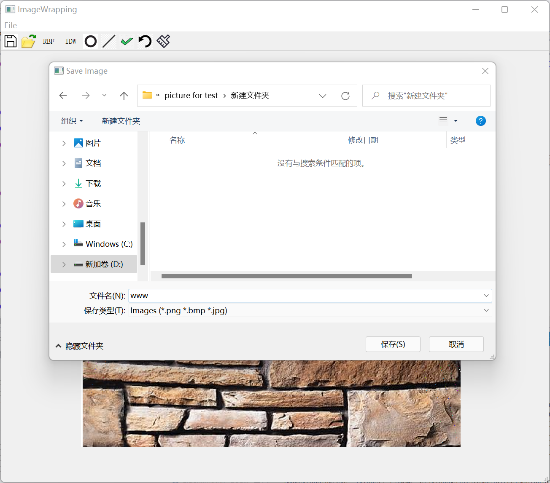 ImageWrapping
File
RBF IDW
Save Image
picture for test › 新建文件夹
搜索"新建文件夹"
组织 新建文件夹
名称 修改日期 类型
没有与搜索条件匹配的项。
图片
文档
下载
音乐
桌面
Windows (C:)
新加卷 (D:)
文件名(N): www
保存类型(T): Images (*.png *.bmp *.jpg)
隐藏文件夹 保存(S) 取消